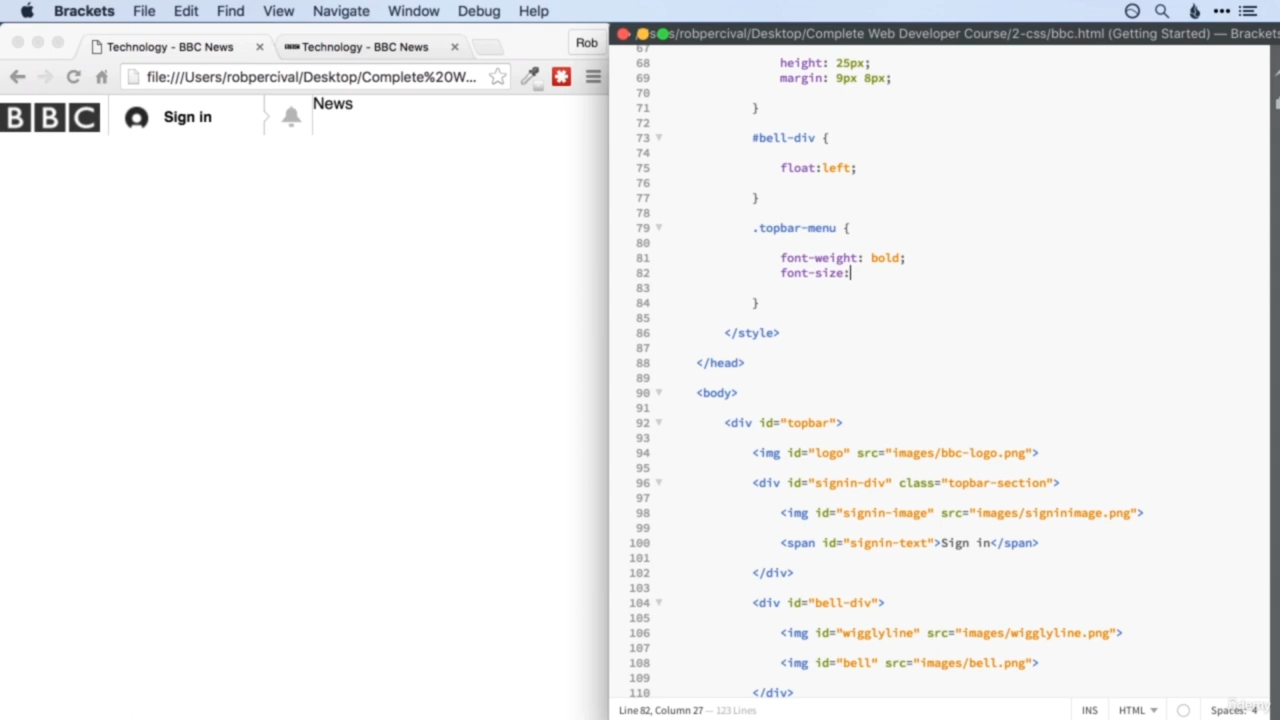 Brackets File Edit Find View Navigate Window Debug Help
Technology - BBC News
Technology - BBC News
Rob
file:///Users/robpercival/Desktop/Complete%20W...
BBC
Sign in
News
s/robpercival/Desktop/Complete Web Developer Course/2-css/bbc.html (Getting Started) — Brackets
67
68 height: 25px;
69 margin: 9px 8px;
70
71 }
72
73 #bell-div {
74
75 float:left;
76
77 }
78
79 .topbar-menu {
80
81 font-weight: bold;
82 font-size:
83
84 }
85
86 </style>
87
88 </head>
89
90 <body>
91
92 <div id="topbar">
93
94 <img id="logo" src="images/bbc-logo.png">
95
96 <div id="signin-div" class="topbar-section">
97
98 <img id="signin-image" src="images/signinimage.png">
99
100 <span id="signin-text">Sign in</span>
101
102 </div>
103
104 <div id="bell-div">
105
106 <img id="wigglyline" src="images/wigglyline.png">
107
108 <img id="bell" src="images/bell.png">
109
110 </div>
Line 82, Column 27 — 123 Lines
INS HTML Spaces: 4